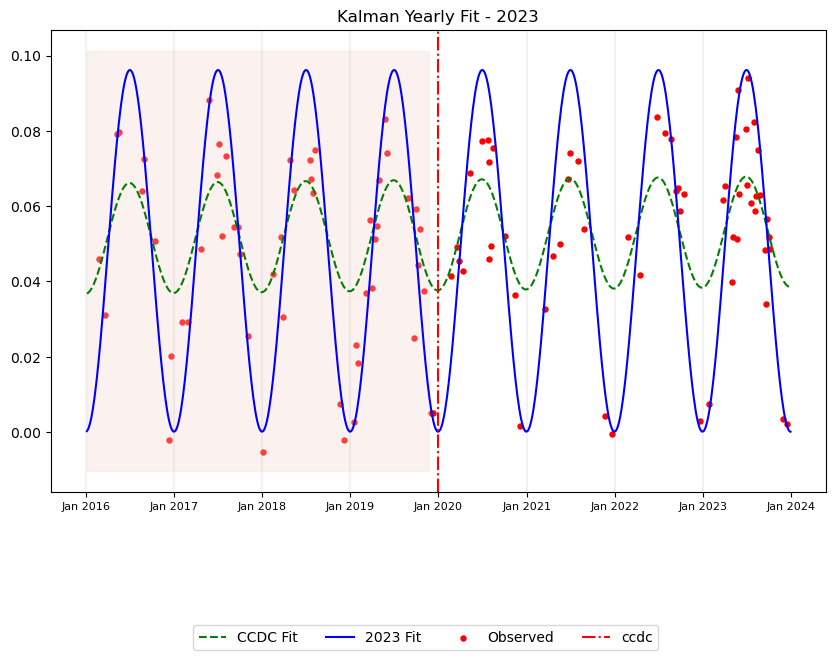 Kalman Yearly Fit - 2023
0.10
0.08
0.06
0.04
0.02
0.00
Jan 2016 Jan 2017 Jan 2018 Jan 2019 Jan 2020 Jan 2021 Jan 2022 Jan 2023 Jan 2024
CCDC Fit 2023 Fit Observed ccdc